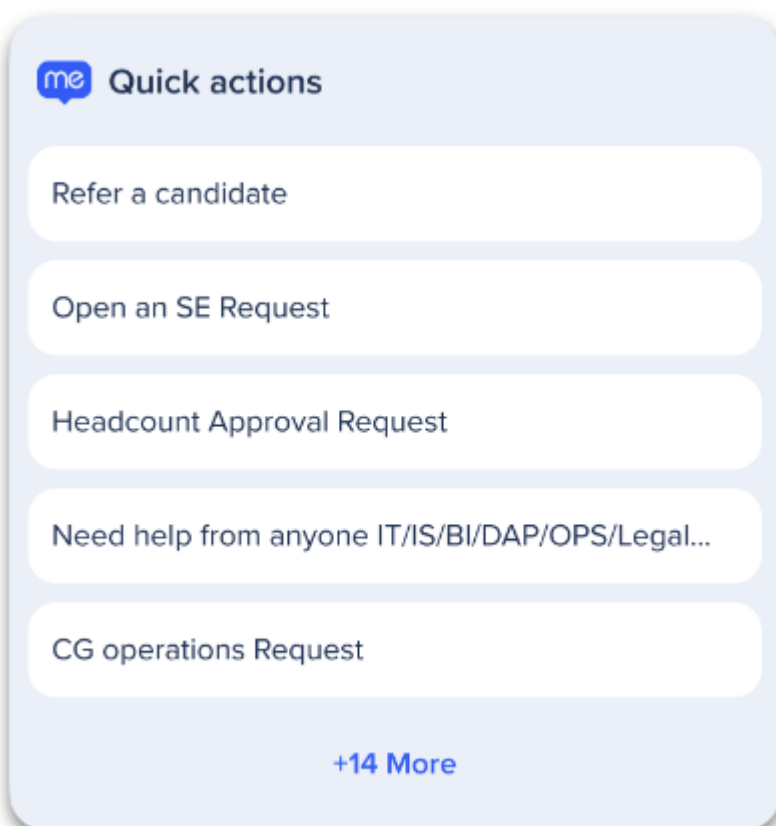 me Quick actions
Refer a candidate
Open an SE Request
Headcount Approval Request
Need help from anyone IT/IS/BI/DAP/OPS/Legal...
CG operations Request
+14 More